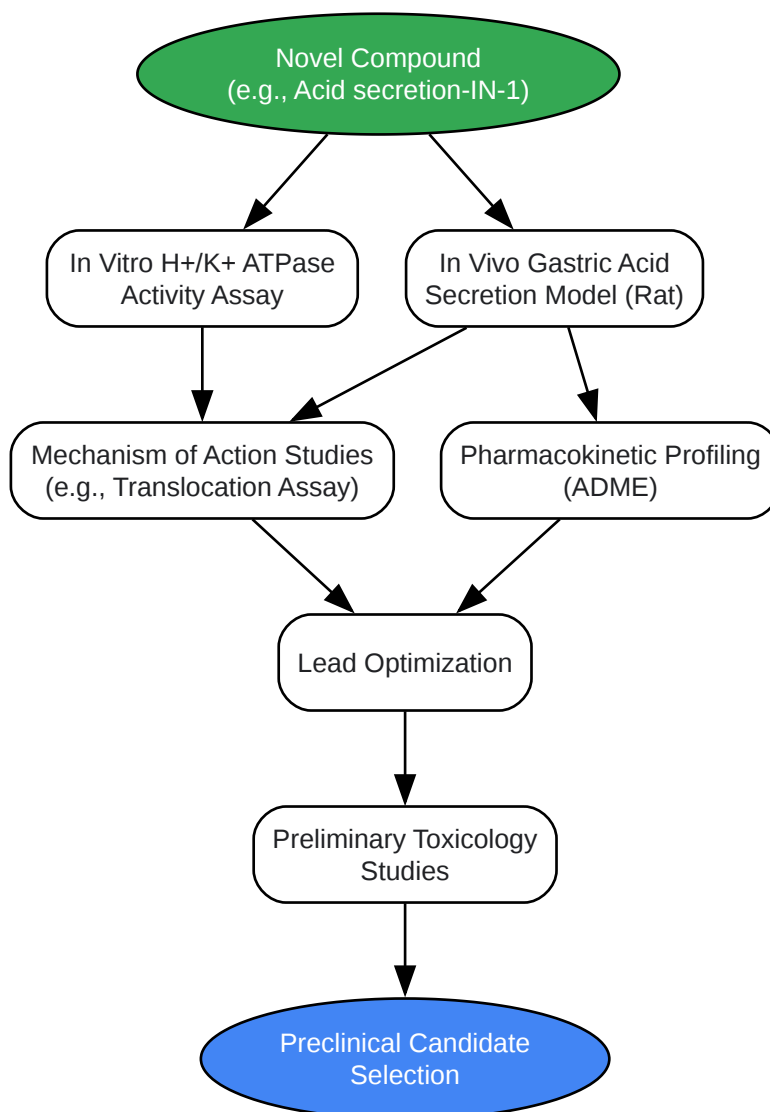 Novel Compound
(e.g., Acid secretion-IN-1)
In Vitro H+/K+ ATPase
Activity Assay
In Vivo Gastric Acid
Secretion Model (Rat)
Mechanism of Action Studies
(e.g., Translocation Assay)
Pharmacokinetic Profiling
(ADME)
Lead Optimization
Preliminary Toxicology
Studies
Preclinical Candidate
Selection